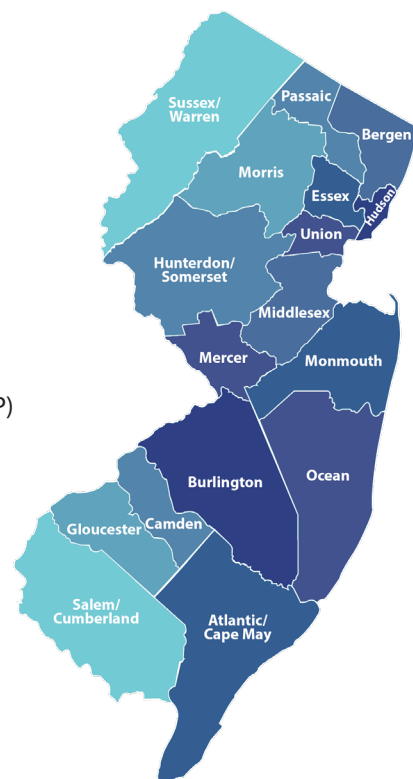 Sussex/
Warren
Passaic
Bergen
Morris
Essex
Hudson
Union
Hunterdon/
Somerset
Middlesex
Mercer
Monmouth
P)
Ocean
Burlington
Camden
Gloucester
Salem/
Cumberland
Atlantic/
Cape May